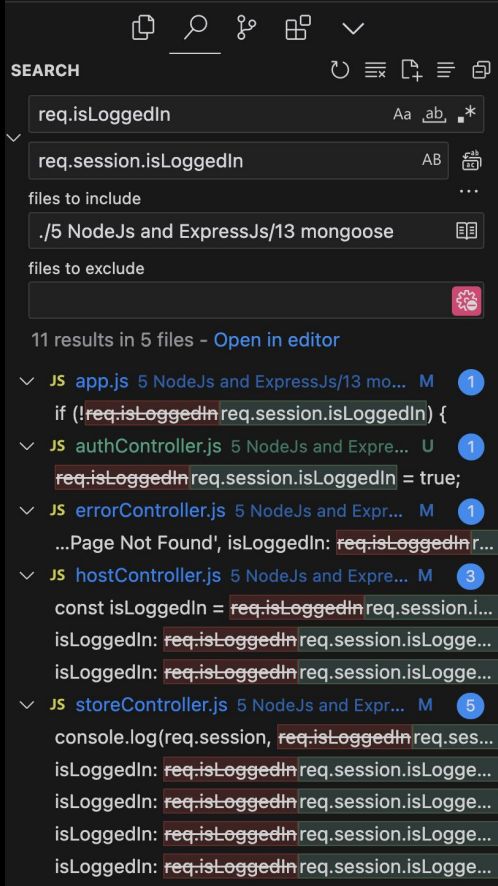 SEARCH
req.isLoggedIn Aa ab .*
req.session.isLoggedIn AB
files to include
./5 NodeJs and ExpressJs/13 mongoose
files to exclude
11 results in 5 files - Open in editor
JS app.js 5 NodeJs and ExpressJs/13 mo... M 1
if (!req.isLoggedInreq.session.isLoggedIn) {
JS authController.js 5 NodeJs and Expre... U 1
req.isLoggedInreq.session.isLoggedIn = true;
JS errorController.js 5 NodeJs and Expr... M 1
...Page Not Found', isLoggedIn: req.isLoggedInr...
JS hostController.js 5 NodeJs and Expre... M 3
const isLoggedIn = req.isLoggedInreq.session.i...
isLoggedIn: req.isLoggedInreq.session.isLogge...
isLoggedIn: req.isLoggedInreq.session.isLogge...
JS storeController.js 5 NodeJs and Expr... M 5
console.log(req.session, req.isLoggedInreq.ses...
isLoggedIn: req.isLoggedInreq.session.isLogge...
isLoggedIn: req.isLoggedInreq.session.isLogge...
isLoggedIn: req.isLoggedInreq.session.isLogge...
isLoggedIn: req.isLoggedInreq.session.isLogge...